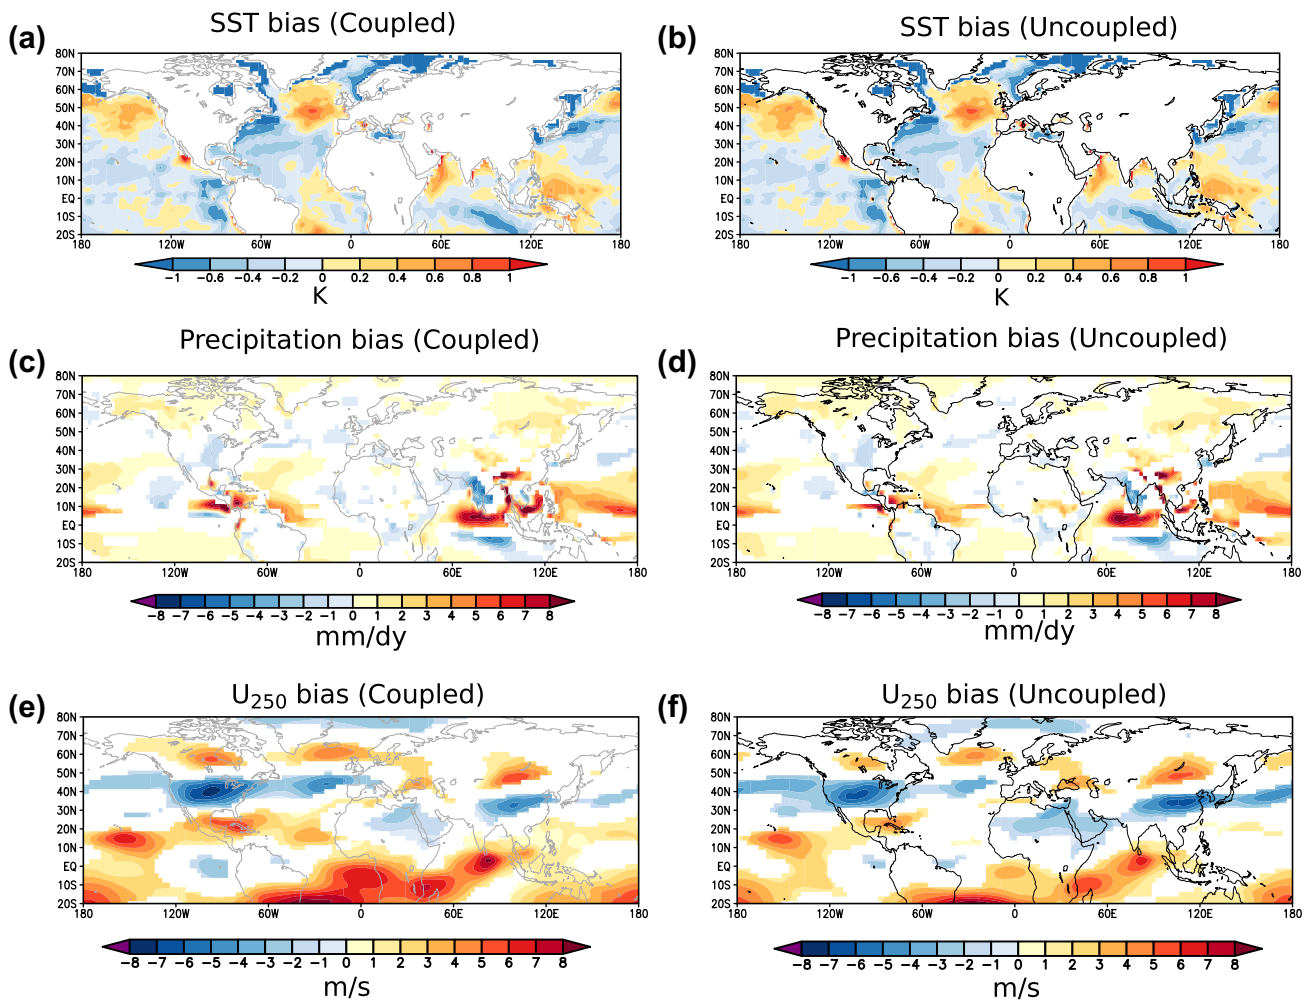 SST bias (Coupled)
SST bias (Uncoupled)
(a)
(b)
80N
70N
60N
50N
40N
30N
20N
10N
EQ
10S
20S
180 120W 60W 0 60E 120E 180
−1 −0.6 −0.4 −0.2 0 0.2 0.4 0.6 1
K
80N
70N
60N
50N
40N
30N
20N
10N
EQ
10S
20S
180 120W 60W 0 60E 120E 180
−1 −0.6 −0.4 −0.2 0 0.2 0.4 0.6 0.8 1
K
Precipitation bias (Coupled)
Precipitation bias (Uncoupled)
(c)
(d)
80N
70N
60N
50N
40N
30N
20N
10N
EQ
10S
20S
180 120W 60W 0 60E 120E 180
−8 −7 −6 −5 −4 −3 −2 −1 0 1 2 3 4 5 6 7 8
mm/dy
80N
70N
60N
50N
40N
30N
20N
10N
EQ
10S
20S
180 120W 60W 0 60E 120E 180
−8 −7 −6 −5 −4 −3 −2 −1 0 1 2 3 4 5 6 7 8
mm/dy
U250 bias (Coupled)
U250 bias (Uncoupled)
(e)
(f)
80N
70N
60N
50N
40N
30N
20N
10N
EQ
10S
20S
180 120W 60W 0 60E 120E 180
−8 −7 −6 −5 −4 −3 −2 −1 0 1 2 3 4 5 6 7 8
m/s
80N
70N
60N
50N
40N
30N
20N
10N
EQ
10S
20S
180 120W 60W 0 60E 120E 180
−8 −7 −6 −5 −4 −3 −2 −1 0 1 2 3 4 5 6 7 8
m/s